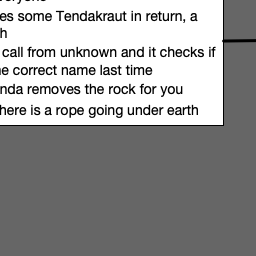 es some Tendakraut in return, a
h
call from unknown and it checks if
e correct name last time
nda removes the rock for you
here is a rope going under earth